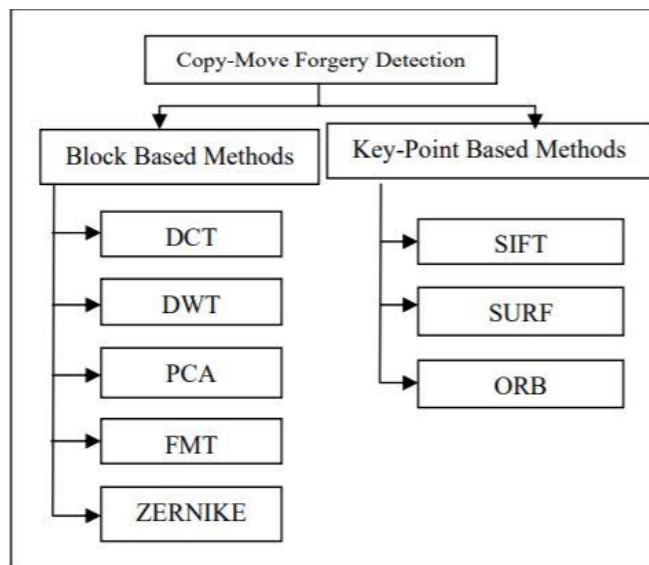 Copy-Move Forgery Detection
Block Based Methods
Key-Point Based Methods
DCT
DWT
PCA
FMT
ZERNIKE
SIFT
SURF
ORB